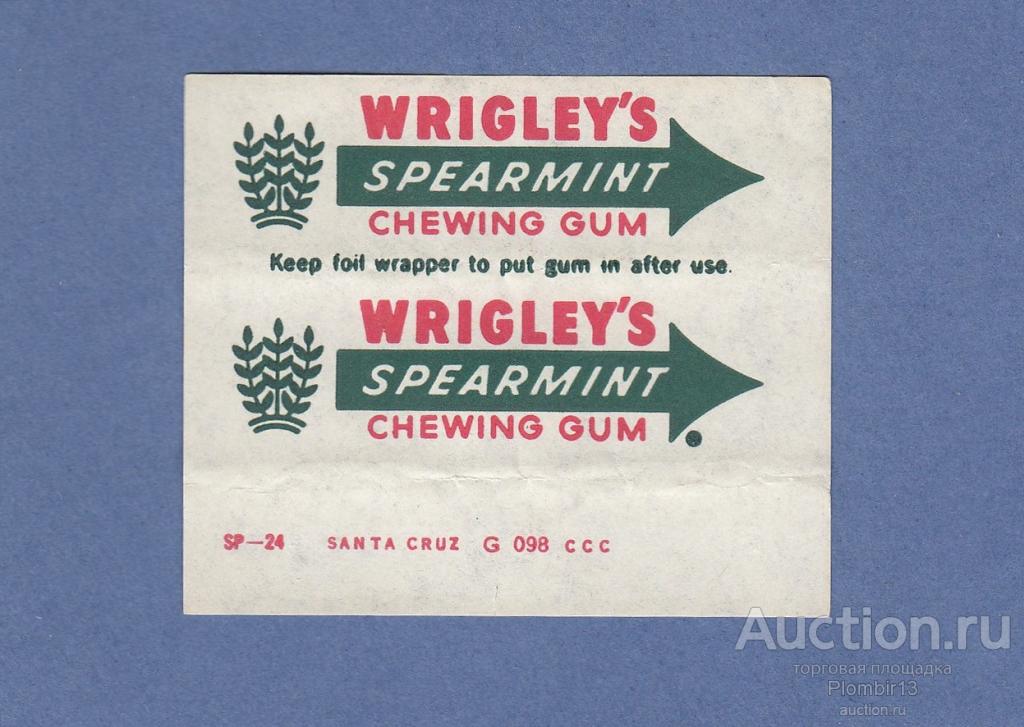 WRIGLEY'S
SPEARMINT
CHEWING GUM
Keep foil wrapper to put gum in after use.
WRIGLEY'S
SPEARMINT
CHEWING GUM
SP—24 SANTA CRUZ G 098 CCC
Auction.ru
торговая площадка
Plombir13
auction.ru